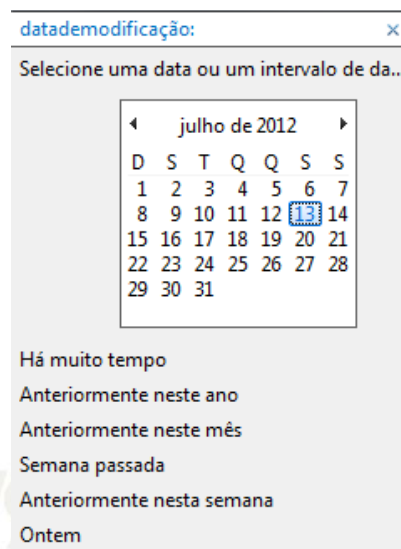 datademodificação: ×
Selecione uma data ou um intervalo de da...
julho de 2012
D S T Q Q S S
1 2 3 4 5 6 7
8 9 10 11 12 13 14
15 16 17 18 19 20 21
22 23 24 25 26 27 28
29 30 31
Há muito tempo
Anteriormente neste ano
Anteriormente neste mês
Semana passada
Anteriormente nesta semana
Ontem